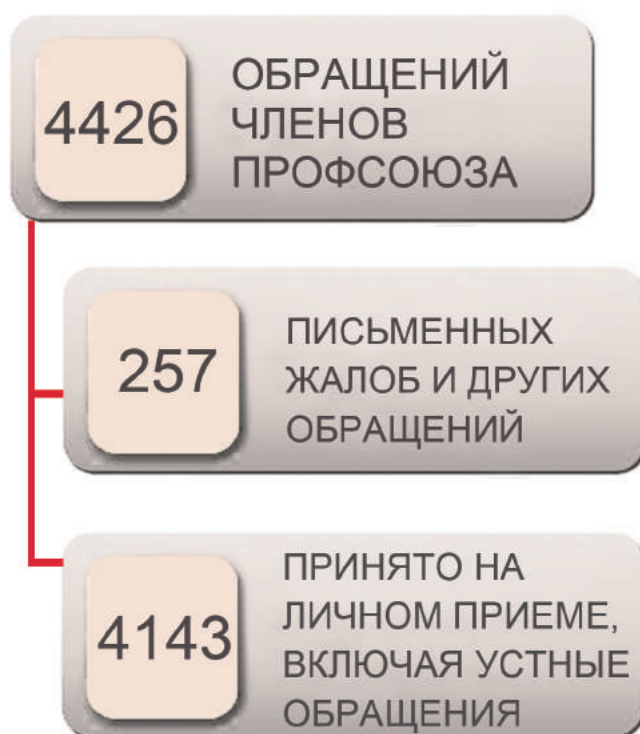 4426
ОБРАЩЕНИЙ
ЧЛЕНОВ
ПРОФСОЮЗА
257
ПИСЬМЕННЫХ
ЖАЛОБ И ДРУГИХ
ОБРАЩЕНИЙ
4143
ПРИНЯТО НА
ЛИЧНОМ ПРИЕМЕ,
ВКЛЮЧАЯ УСТНЫЕ
ОБРАЩЕНИЯ